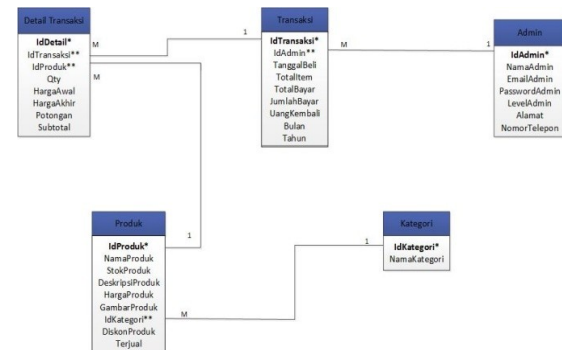 Detail Transaksi
IdDetail*
IdTransaksi**
IdProduk**
Qty
HargaAwal
HargaAkhir
Potongan
Subtotal
M
M
1
Transaksi
IdTransaksi*
IdAdmin**
TanggalBeli
TotalItem
TotalBayar
JumlahBayar
UangKembali
Bulan
Tahun
M
1
Admin
IdAdmin*
NamaAdmin
EmailAdmin
PasswordAdmin
LevelAdmin
Alamat
NomorTelepon
Produk
IdProduk*
NamaProduk
StokProduk
DeskripsiProduk
HargaProduk
GambarProduk
IdKategori**
DiskonProduk
Terjual
1
M
1
Kategori
IdKategori*
NamaKategori